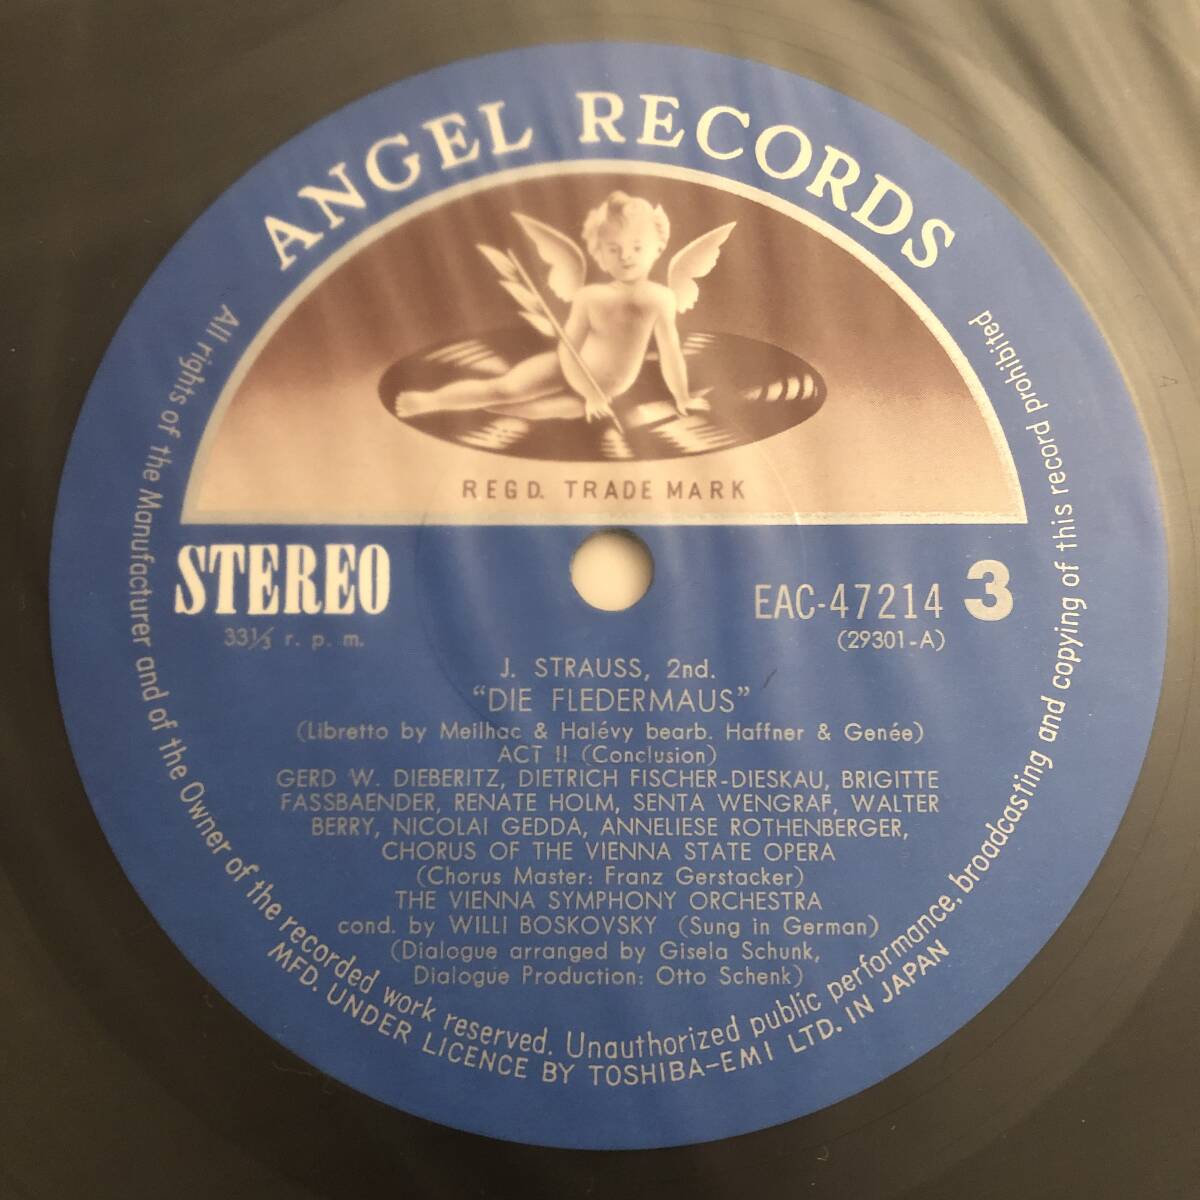 ANGEL RECORDS
REGD. TRADE MARK
STEREO
33⅓ r. p. m.
EAC-47214 3
(29301-A)
J. STRAUSS, 2nd.
"DIE FLEDERMAUS"
(Libretto by Meilhac & Halévy bearb. Haffner & Genée)
ACT II (Conclusion)
GERD W. DIEBERITZ, DIETRICH FISCHER-DIESKAU, BRIGITTE
FASSBAENDER, RENATE HOLM, SENTA WENGRAF, WALTER
BERRY, NICOLAI GEDDA, ANNELIESE ROTHENBERGER,
CHORUS OF THE VIENNA STATE OPERA
(Chorus Master: Franz Gerstacker)
THE VIENNA SYMPHONY ORCHESTRA
cond. by WILLI BOSKOVSKY (Sung in German)
(Dialogue arranged by Gisela Schunk,
Dialogue Production: Otto Schenk)
All rights of the Manufacturer and of the Owner of the recorded work reserved. Unauthorized public performance, broadcasting and copying of this record prohibited
MFD. UNDER LICENCE BY TOSHIBA-EMI LTD. IN JAPAN